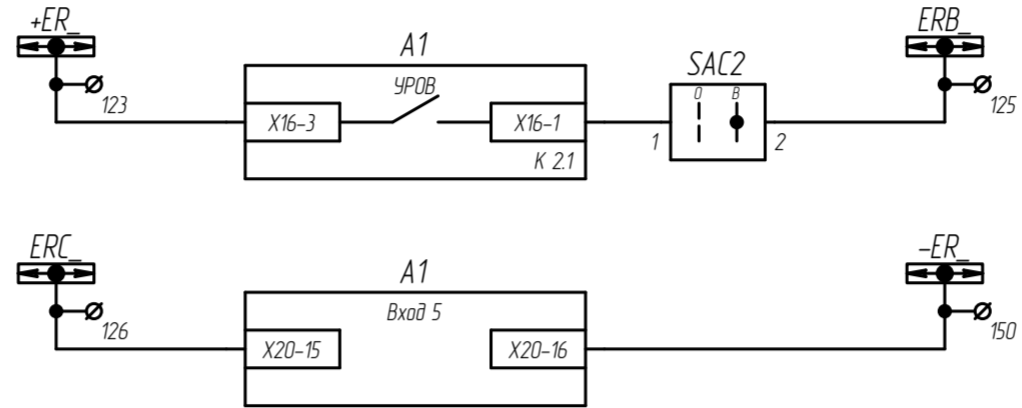 +ER_
ERB_
A1
SAC2
УРОВ
О В
123
X16-3
X16-1
1
2
125
К 2.1
ERC_
-ER_
A1
Вход 5
126
X20-15
X20-16
150